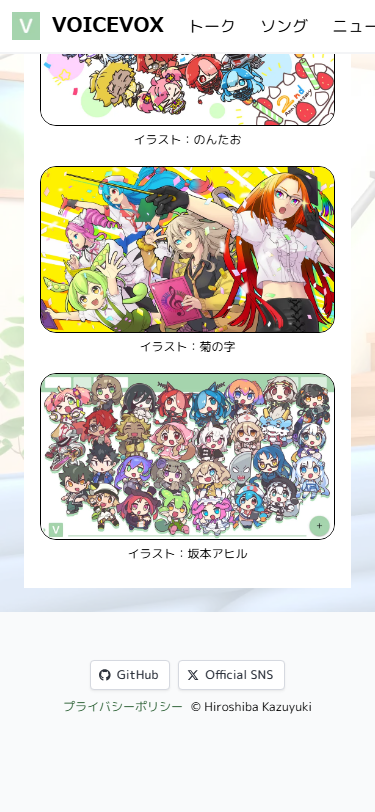 V VOICEVOX トーク ソング ニュー
2nd
Anniversary
イラスト：のんたお
イラスト：菊の字
V
+
イラスト：坂本アヒル
GitHub Official SNS
プライバシーポリシー © Hiroshiba Kazuyuki